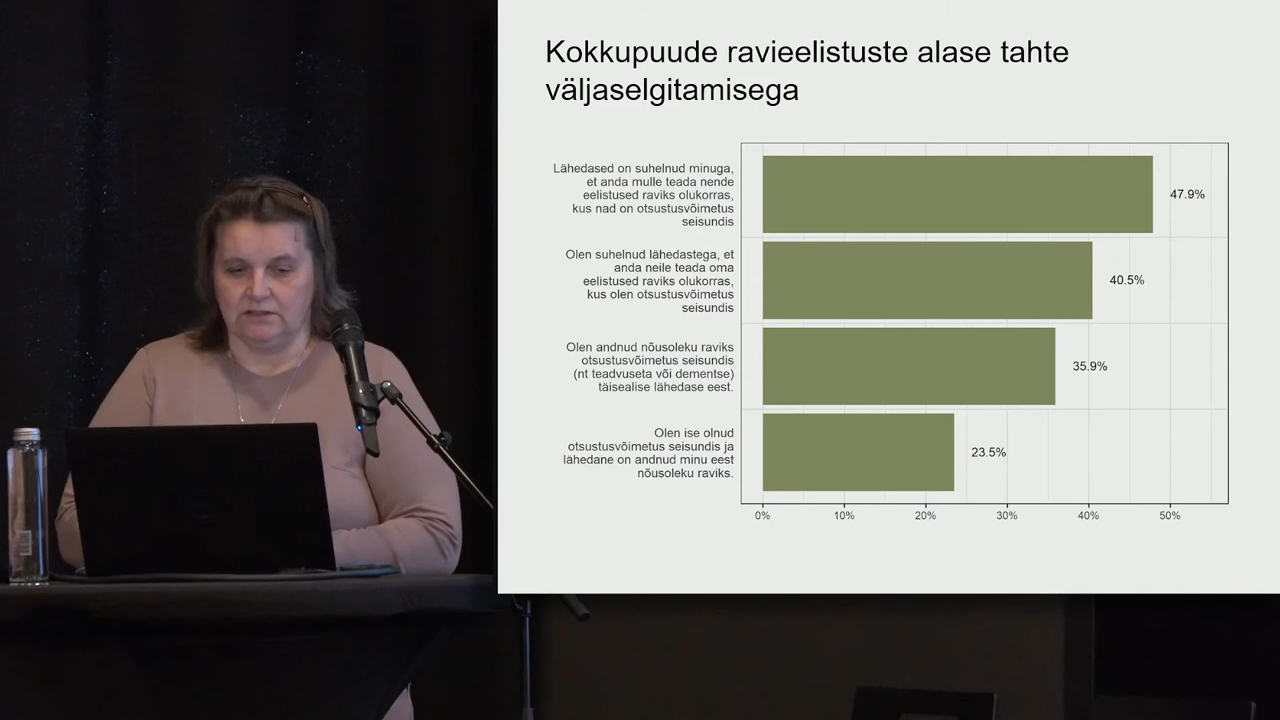 Kokkupuude ravieelistuste alase tahte
väljaselgitamisega
Lähedased on suhelnud minuga,
et anda mulle teada nende
eelistused raviks olukorras,
kus nad on otsustusvõimetus
seisundis
47.9%
Olen suhelnud lähedastega, et
anda neile teada oma
eelistused raviks olukorras,
kus olen otsustusvõimetus
seisundis
40.5%
Olen andnud nõusoleku raviks
otsustusvõimetus seisundis
(nt teadvuseta või dementse)
täisealise lähedase eest.
35.9%
Olen ise olnud
otsustusvõimetus seisundis ja
lähedane on andnud minu eest
nõusoleku raviks.
23.5%
0% 10% 20% 30% 40% 50%